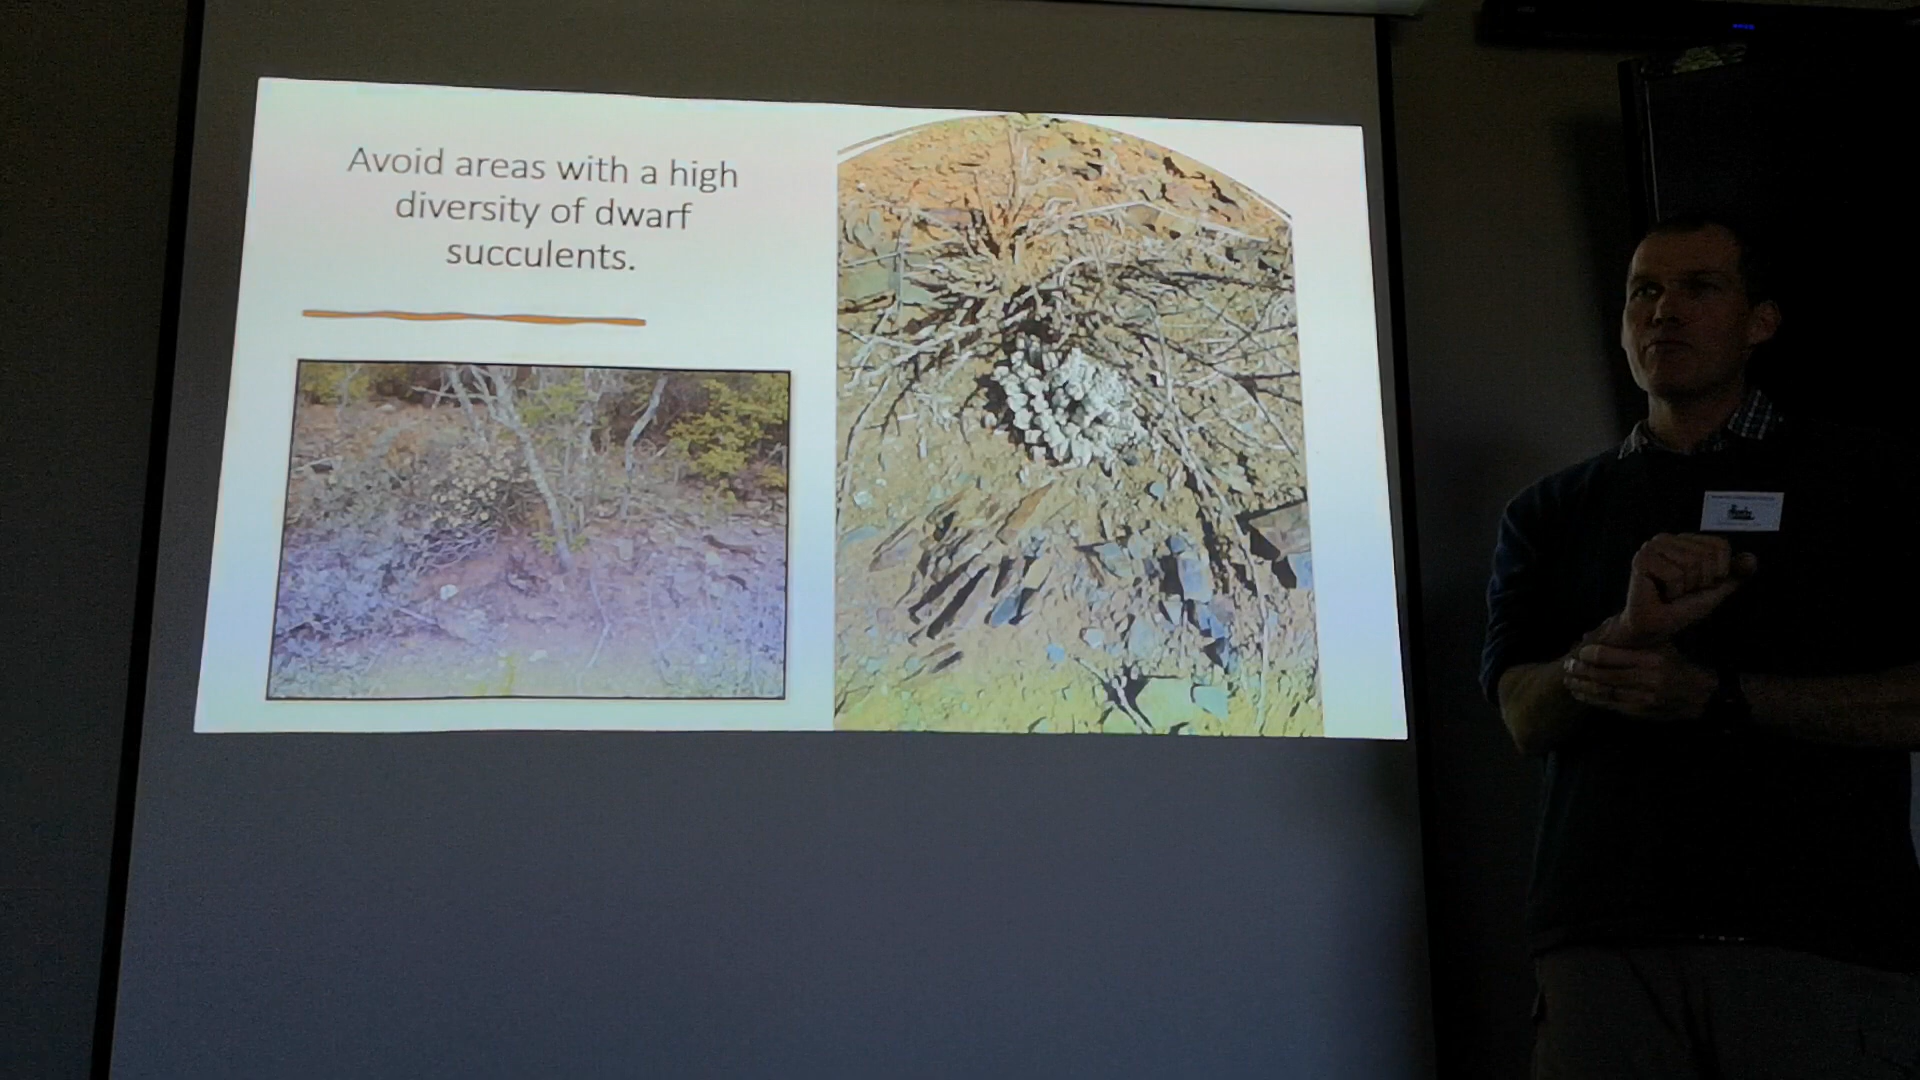 Avoid areas with a high
diversity of dwarf
succulents.